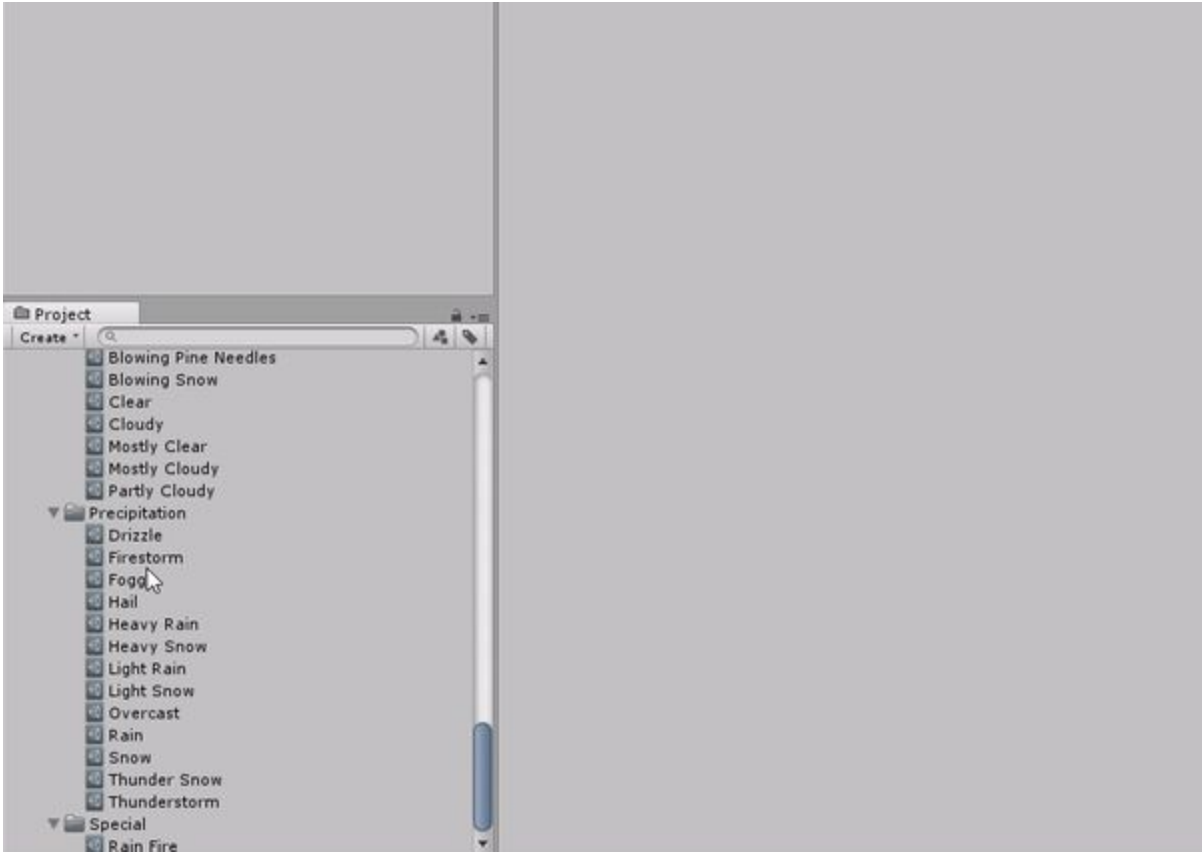 Project
Create
Blowing Pine Needles
Blowing Snow
Clear
Cloudy
Mostly Clear
Mostly Cloudy
Partly Cloudy
Precipitation
Drizzle
Firestorm
Hail
Heavy Rain
Heavy Snow
Light Rain
Light Snow
Overcast
Rain
Snow
Thunder Snow
Thunderstorm
Special
Rain Fire